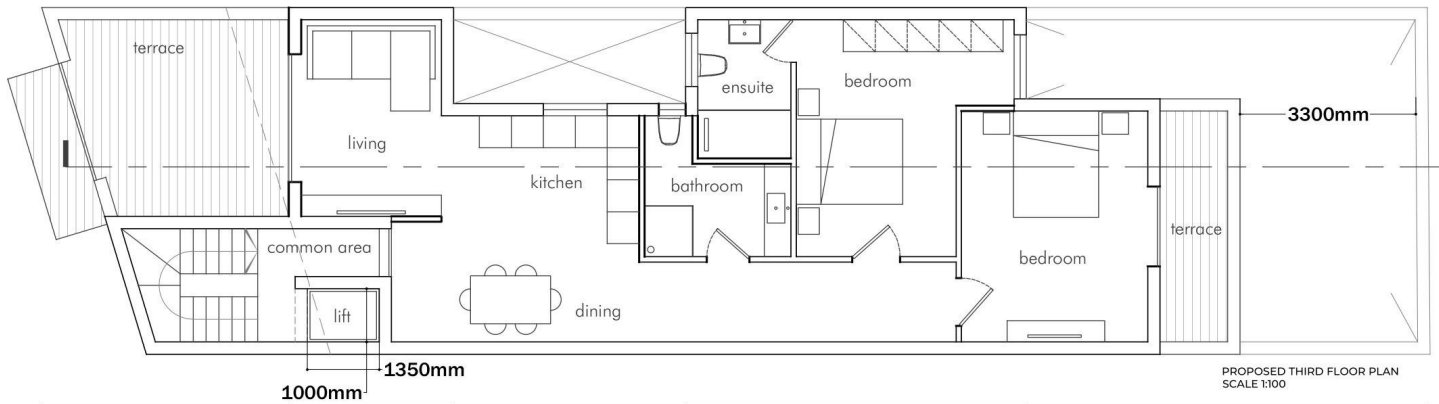 terrace
living
kitchen
ensuite
bedroom
bathroom
common area
lift
dining
bedroom
terrace
3300mm
1350mm
1000mm
PROPOSED THIRD FLOOR PLAN
SCALE 1:100